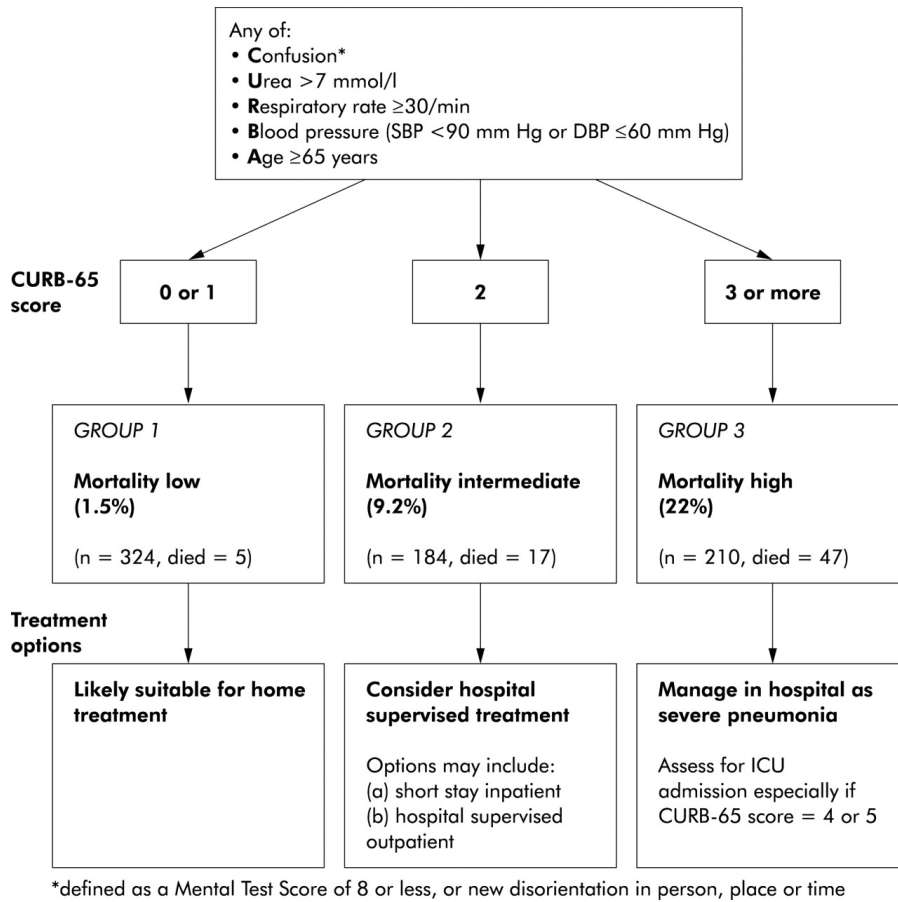 Any of:
• Confusion*
• Urea >7 mmol/l
• Respiratory rate ≥30/min
• Blood pressure (SBP <90 mm Hg or DBP ≤60 mm Hg)
• Age ≥65 years
CURB-65
score
0 or 1
2
3 or more
GROUP 1
Mortality low
(1.5%)
(n = 324, died = 5)
GROUP 2
Mortality intermediate
(9.2%)
(n = 184, died = 17)
GROUP 3
Mortality high
(22%)
(n = 210, died = 47)
Treatment
options
Likely suitable for home
treatment
Consider hospital
supervised treatment
Options may include:
(a) short stay inpatient
(b) hospital supervised
outpatient
Manage in hospital as
severe pneumonia
Assess for ICU
admission especially if
CURB-65 score = 4 or 5
*defined as a Mental Test Score of 8 or less, or new disorientation in person, place or time